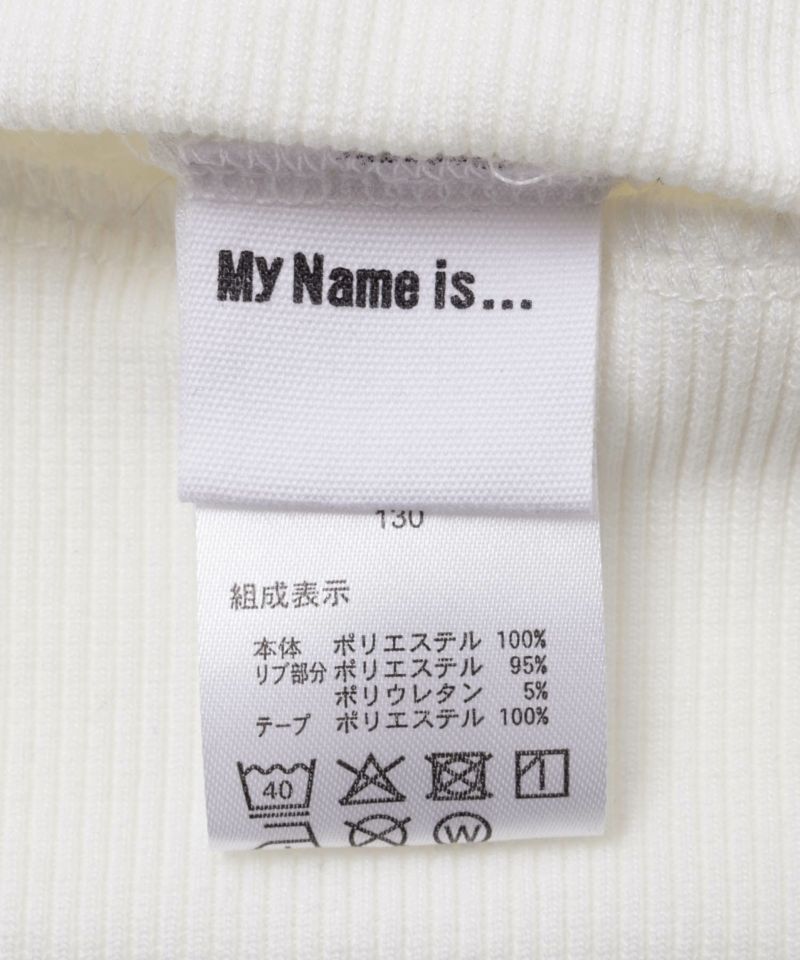 My Name is...
130
組成表示
本体 ポリエステル 100%
リブ部分 ポリエステル 95%
ポリウレタン 5%
テープ ポリエステル 100%
40
W